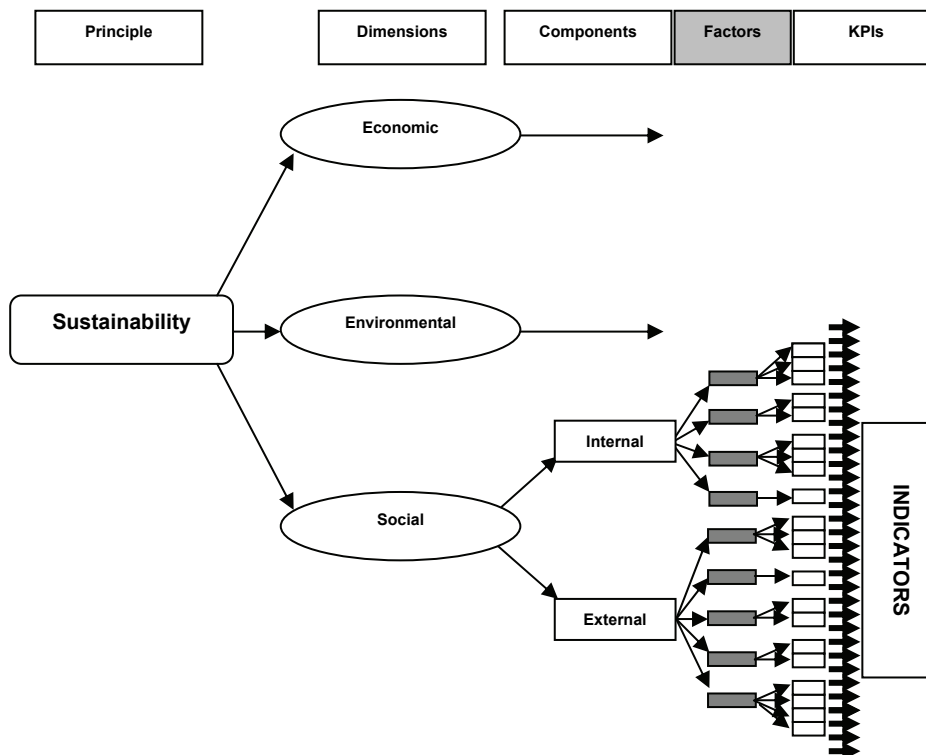 Principle
Dimensions
Components
Factors
KPIs
Economic
Sustainability
Environmental
Internal
Social
External
INDICATORS